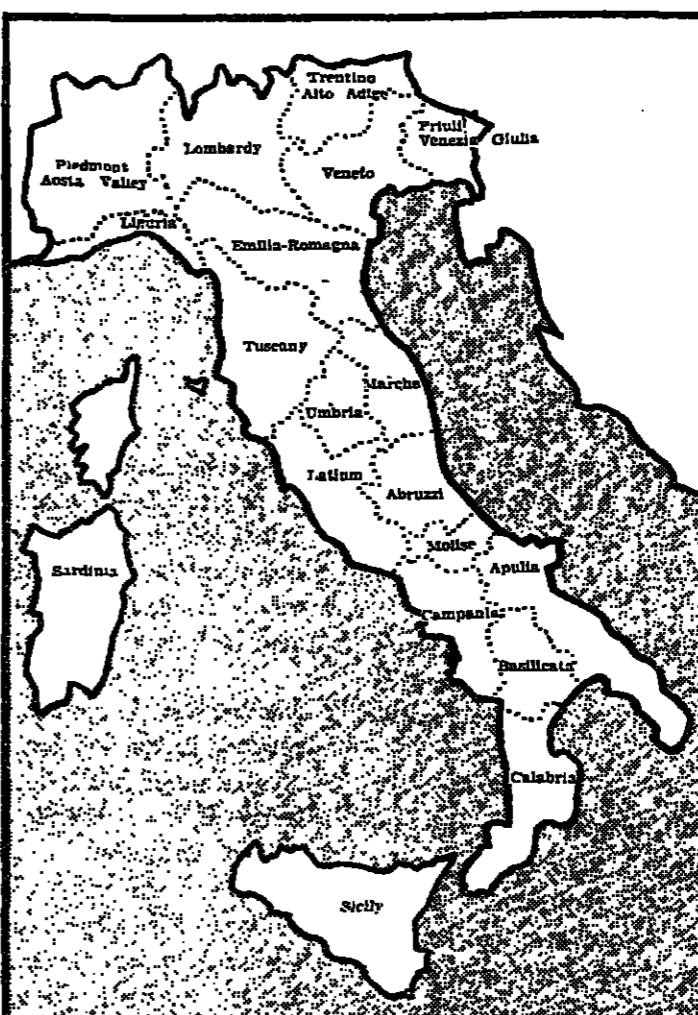 Trentino
Alto Adige
Friuli
Venezia Giulia
Lombardy
Veneto
Piedmont
Aosta Valley
Liguria
Emilia-Romagna
Tuscany
Marche
Umbria
Latium
Abruzzi
Molise
Apulia
Sardinia
Campania
Basilicata
Calabria
Sicily